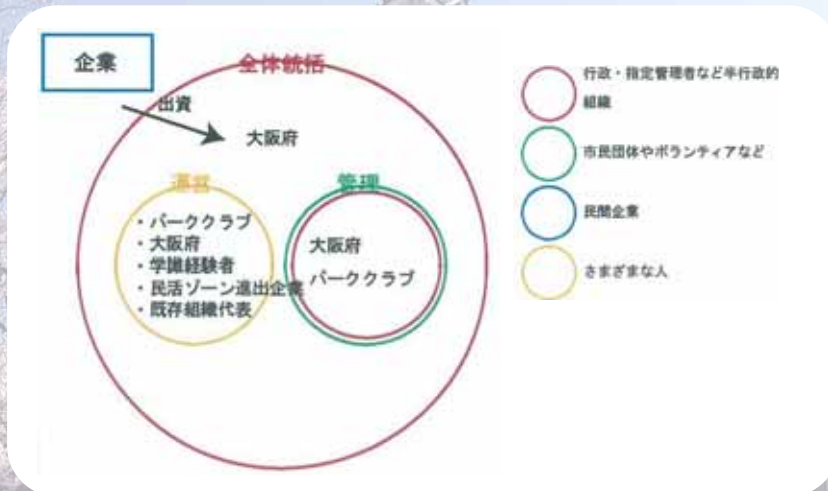 企業
全体統括
出資
大阪府
運営
・パーククラブ
・大阪府
・学識経験者
・民活ゾーン進出企業
・既存組織代表
管理
大阪府
パーククラブ
行政・指定管理者など半行政的
組織
市民団体やボランティアなど
民間企業
さまざまな人